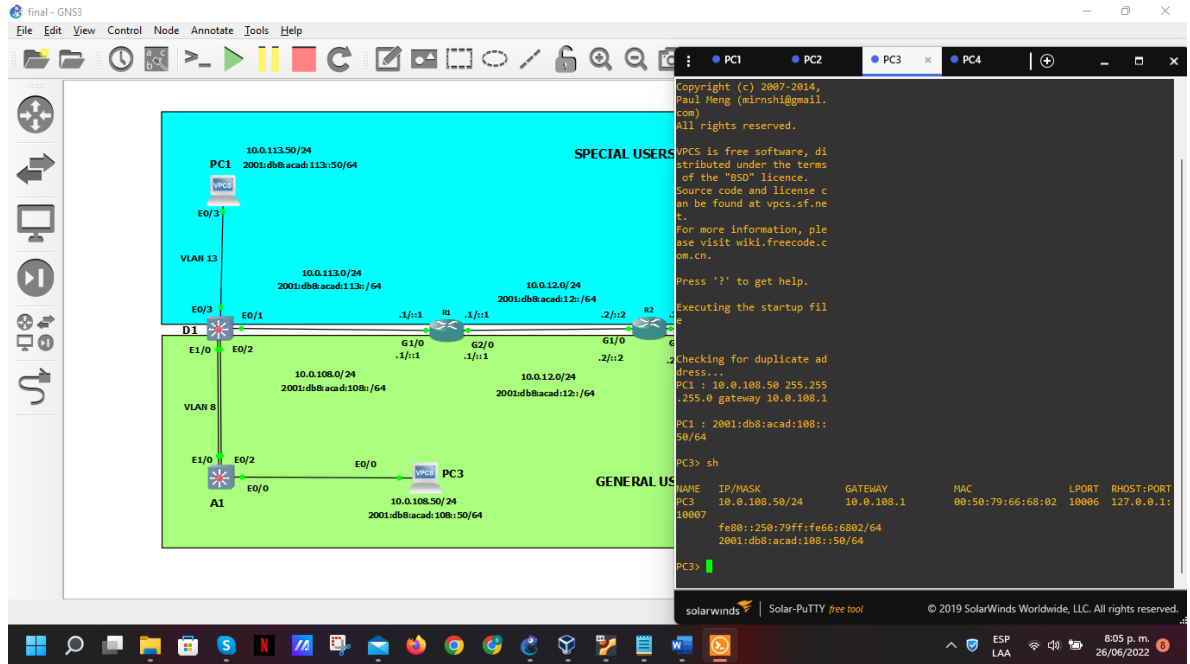 final - GNS3
File Edit View Control Node Annotate Tools Help
10.0.113.50/24
PC1 2001:db8:acad:113::50/64
SPECIAL USERS
VPCS
E0/3
VLAN 13
10.0.113.0/24
2001:db8:acad:113::/64
10.0.12.0/24
2001:db8:acad:12::/64
E0/3
E0/1
.1/::1 R1 .1/::1
.2/::2 R2
D1
E1/0 E0/2
G1/0 G2/0
G1/0
.1/::1 .1/::1
.2/::2
10.0.108.0/24
2001:db8:acad:108::/64
10.0.12.0/24
2001:db8:acad:12::/64
VLAN 8
E1/0 E0/2
E0/0
VPCS PC3
E0/0
A1
10.0.108.50/24
2001:db8:acad:108::50/64
GENERAL US
PC1 PC2 PC3 × PC4
Copyright (c) 2007-2014,
Paul Meng (mirnshi@gmail.
com)
All rights reserved.
VPCS is free software, di
stributed under the terms
of the "BSD" licence.
Source code and license c
an be found at vpcs.sf.ne
t.
For more information, ple
ase visit wiki.freecode.c
om.cn.
Press '?' to get help.
Executing the startup fil
e
Checking for duplicate ad
dress...
PC1 : 10.0.108.50 255.255
.255.0 gateway 10.0.108.1
PC1 : 2001:db8:acad:108::
50/64
PC3> sh
NAME IP/MASK GATEWAY MAC LPORT RHOST:PORT
PC3 10.0.108.50/24 10.0.108.1 00:50:79:66:68:02 10006 127.0.0.1:
10007
fe80::250:79ff:fe66:6802/64
2001:db8:acad:108::50/64
PC3>
solarwinds Solar-PuTTY free tool © 2019 SolarWinds Worldwide, LLC. All rights reserved.
ESP
LAA
8:05 p. m.
26/06/2022
8